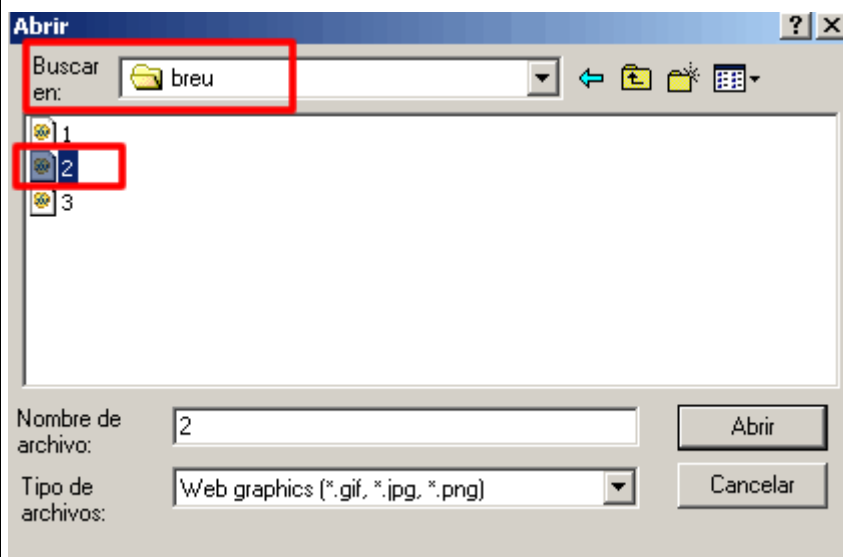 Abrir
Buscar
en:
breu
1
2
3
Nombre de
archivo:
2
Abrir
Tipo de
archivos:
Web graphics (*.gif, *.jpg, *.png)
Cancelar